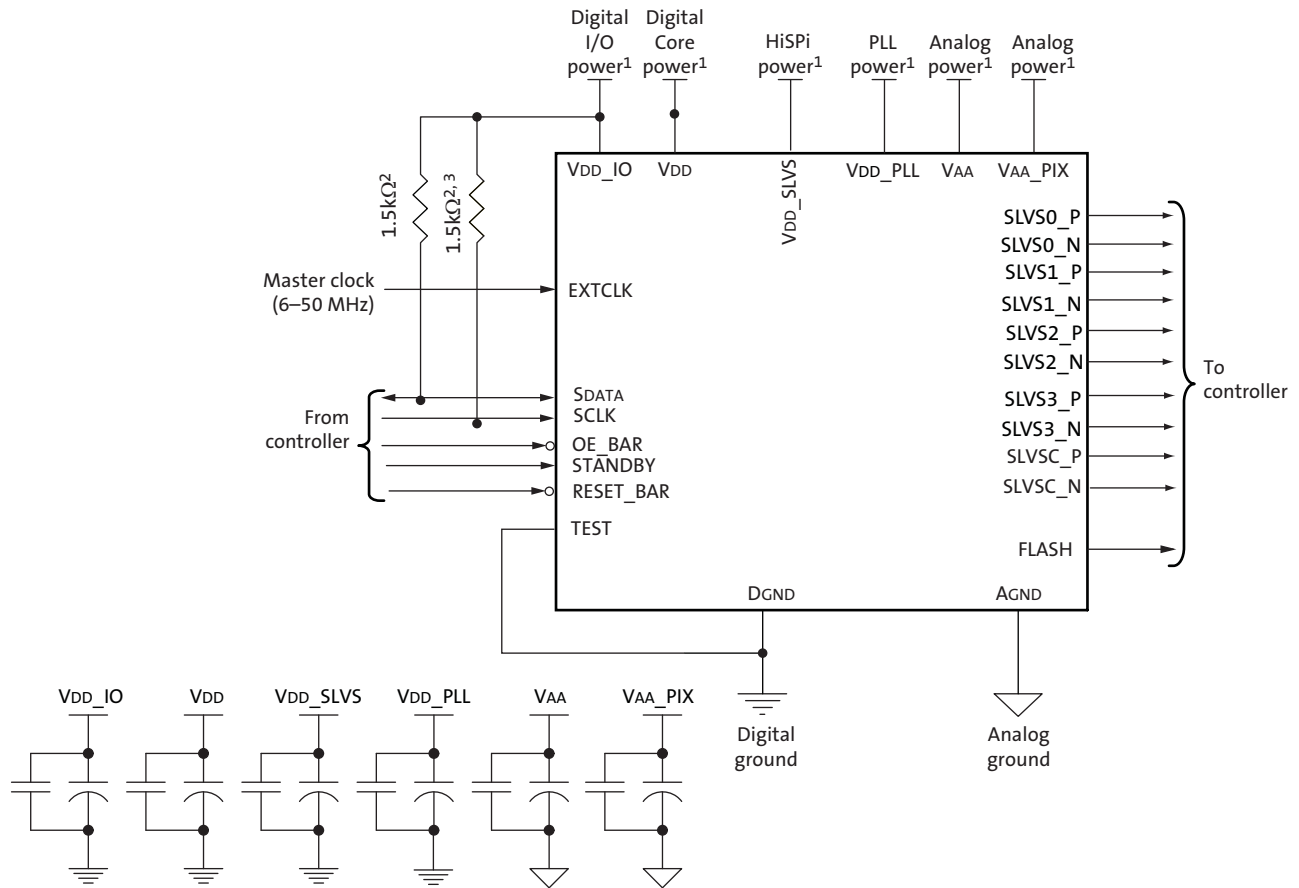 Digital
I/O
power1
Digital
Core
power1
HiSPi
power1
PLL
power1
Analog
power1
Analog
power1
VDD_IO
VDD
VDD_SLVS
VDD_PLL
VAA
VAA_PIX
1.5kΩ2
1.5kΩ2, 3
Master clock
(6–50 MHz)
EXTCLK
From
controller
SDATA
SCLK
OE_BAR
STANDBY
RESET_BAR
TEST
SLVS0_P
SLVS0_N
SLVS1_P
SLVS1_N
SLVS2_P
SLVS2_N
SLVS3_P
SLVS3_N
SLVSC_P
SLVSC_N
FLASH
To
controller
DGND
AGND
Digital
ground
Analog
ground
VDD_IO
VDD
VDD_SLVS
VDD_PLL
VAA
VAA_PIX